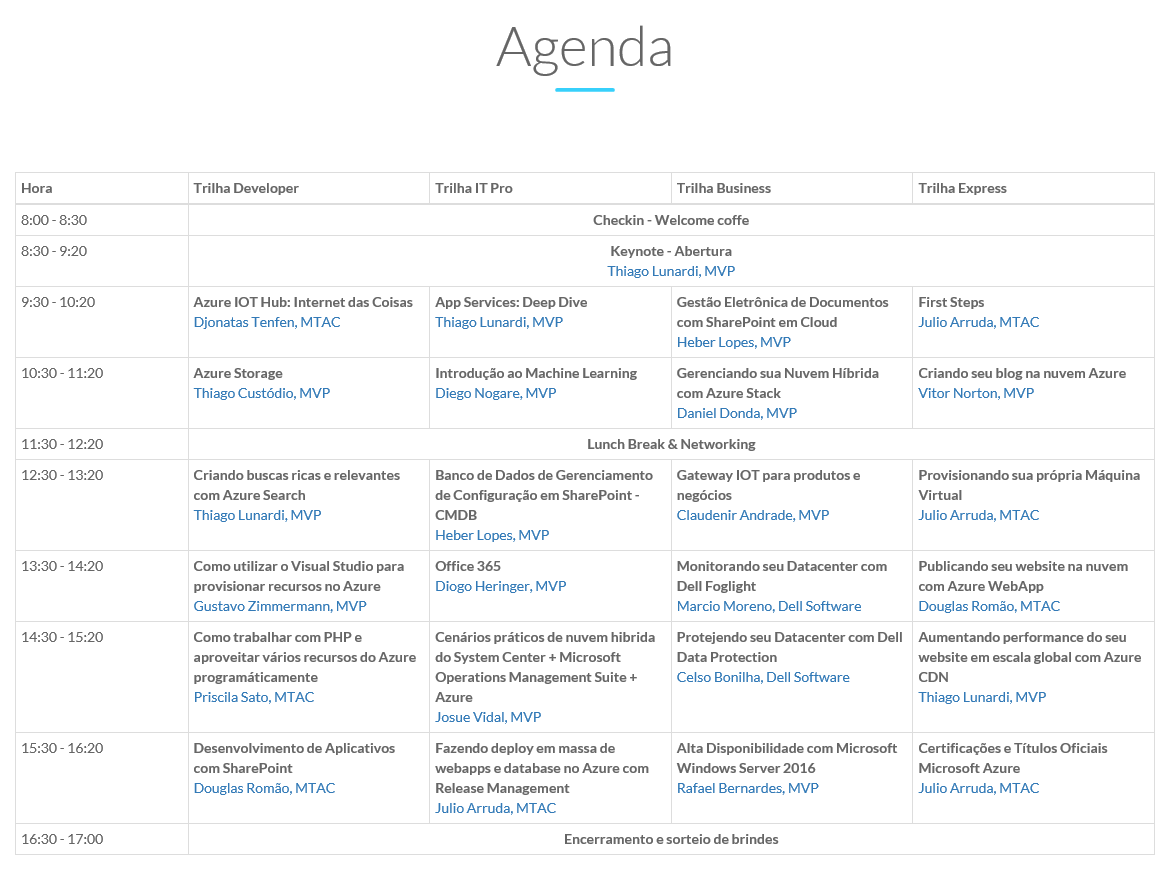 Agenda
Hora
Trilha Developer
Trilha IT Pro
Trilha Business
Trilha Express
8:00 - 8:30
Checkin - Welcome coffe
8:30 - 9:20
Keynote - Abertura
Thiago Lunardi, MVP
9:30 - 10:20
Azure IOT Hub: Internet das Coisas
Djonatas Tenfen, MTAC
App Services: Deep Dive
Thiago Lunardi, MVP
Gestão Eletrônica de Documentos
com SharePoint em Cloud
Heber Lopes, MVP
First Steps
Julio Arruda, MTAC
10:30 - 11:20
Azure Storage
Thiago Custódio, MVP
Introdução ao Machine Learning
Diego Nogare, MVP
Gerenciando sua Nuvem Híbrida
com Azure Stack
Daniel Donda, MVP
Criando seu blog na nuvem Azure
Vitor Norton, MVP
11:30 - 12:20
Lunch Break & Networking
12:30 - 13:20
Criando buscas ricas e relevantes
com Azure Search
Thiago Lunardi, MVP
Banco de Dados de Gerenciamento
de Configuração em SharePoint -
CMDB
Heber Lopes, MVP
Gateway IOT para produtos e
negócios
Claudenir Andrade, MVP
Provisionando sua própria Máquina
Virtual
Julio Arruda, MTAC
13:30 - 14:20
Como utilizar o Visual Studio para
provisionar recursos no Azure
Gustavo Zimmermann, MVP
Office 365
Diogo Heringer, MVP
Monitorando seu Datacenter com
Dell Foglight
Marcio Moreno, Dell Software
Publicando seu website na nuvem
com Azure WebApp
Douglas Romão, MTAC
14:30 - 15:20
Como trabalhar com PHP e
aproveitar vários recursos do Azure
programáticamente
Priscila Sato, MTAC
Cenários práticos de nuvem hibrida
do System Center + Microsoft
Operations Management Suite +
Azure
Josue Vidal, MVP
Protejendo seu Datacenter com Dell
Data Protection
Celso Bonilha, Dell Software
Aumentando performance do seu
website em escala global com Azure
CDN
Thiago Lunardi, MVP
15:30 - 16:20
Desenvolvimento de Aplicativos
com SharePoint
Douglas Romão, MTAC
Fazendo deploy em massa de
webapps e database no Azure com
Release Management
Julio Arruda, MTAC
Alta Disponibilidade com Microsoft
Windows Server 2016
Rafael Bernardes, MVP
Certificações e Títulos Oficiais
Microsoft Azure
Julio Arruda, MTAC
16:30 - 17:00
Encerramento e sorteio de brindes